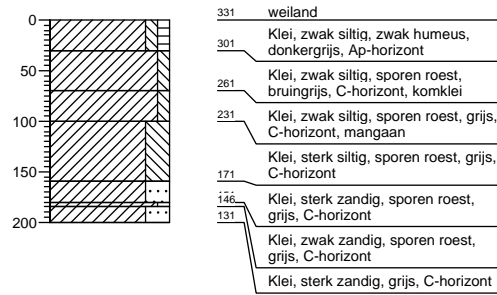 0
50
100
150
200
331 weiland
301 Klei, zwak siltig, zwak humeus,
donkergrijs, Ap-horizont
261 Klei, zwak siltig, sporen roest,
bruingrijs, C-horizont, komklei
231 Klei, zwak siltig, sporen roest, grijs,
C-horizont, mangaan
Klei, sterk siltig, sporen roest, grijs,
C-horizont
171
Klei, sterk zandig, sporen roest,
146
grijs, C-horizont
131
Klei, zwak zandig, sporen roest,
grijs, C-horizont
Klei, sterk zandig, grijs, C-horizont